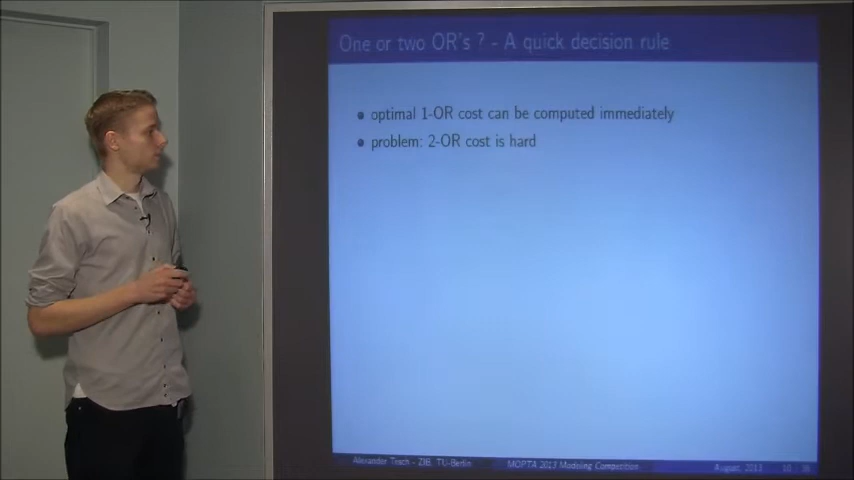 One or two OR's ? - A quick decision rule
optimal 1-OR cost can be computed immediately
problem: 2-OR cost is hard
Alexander Tesch - ZIB, TU-Berlin
MOPTA 2013 Modeling Competition
August, 2013
10